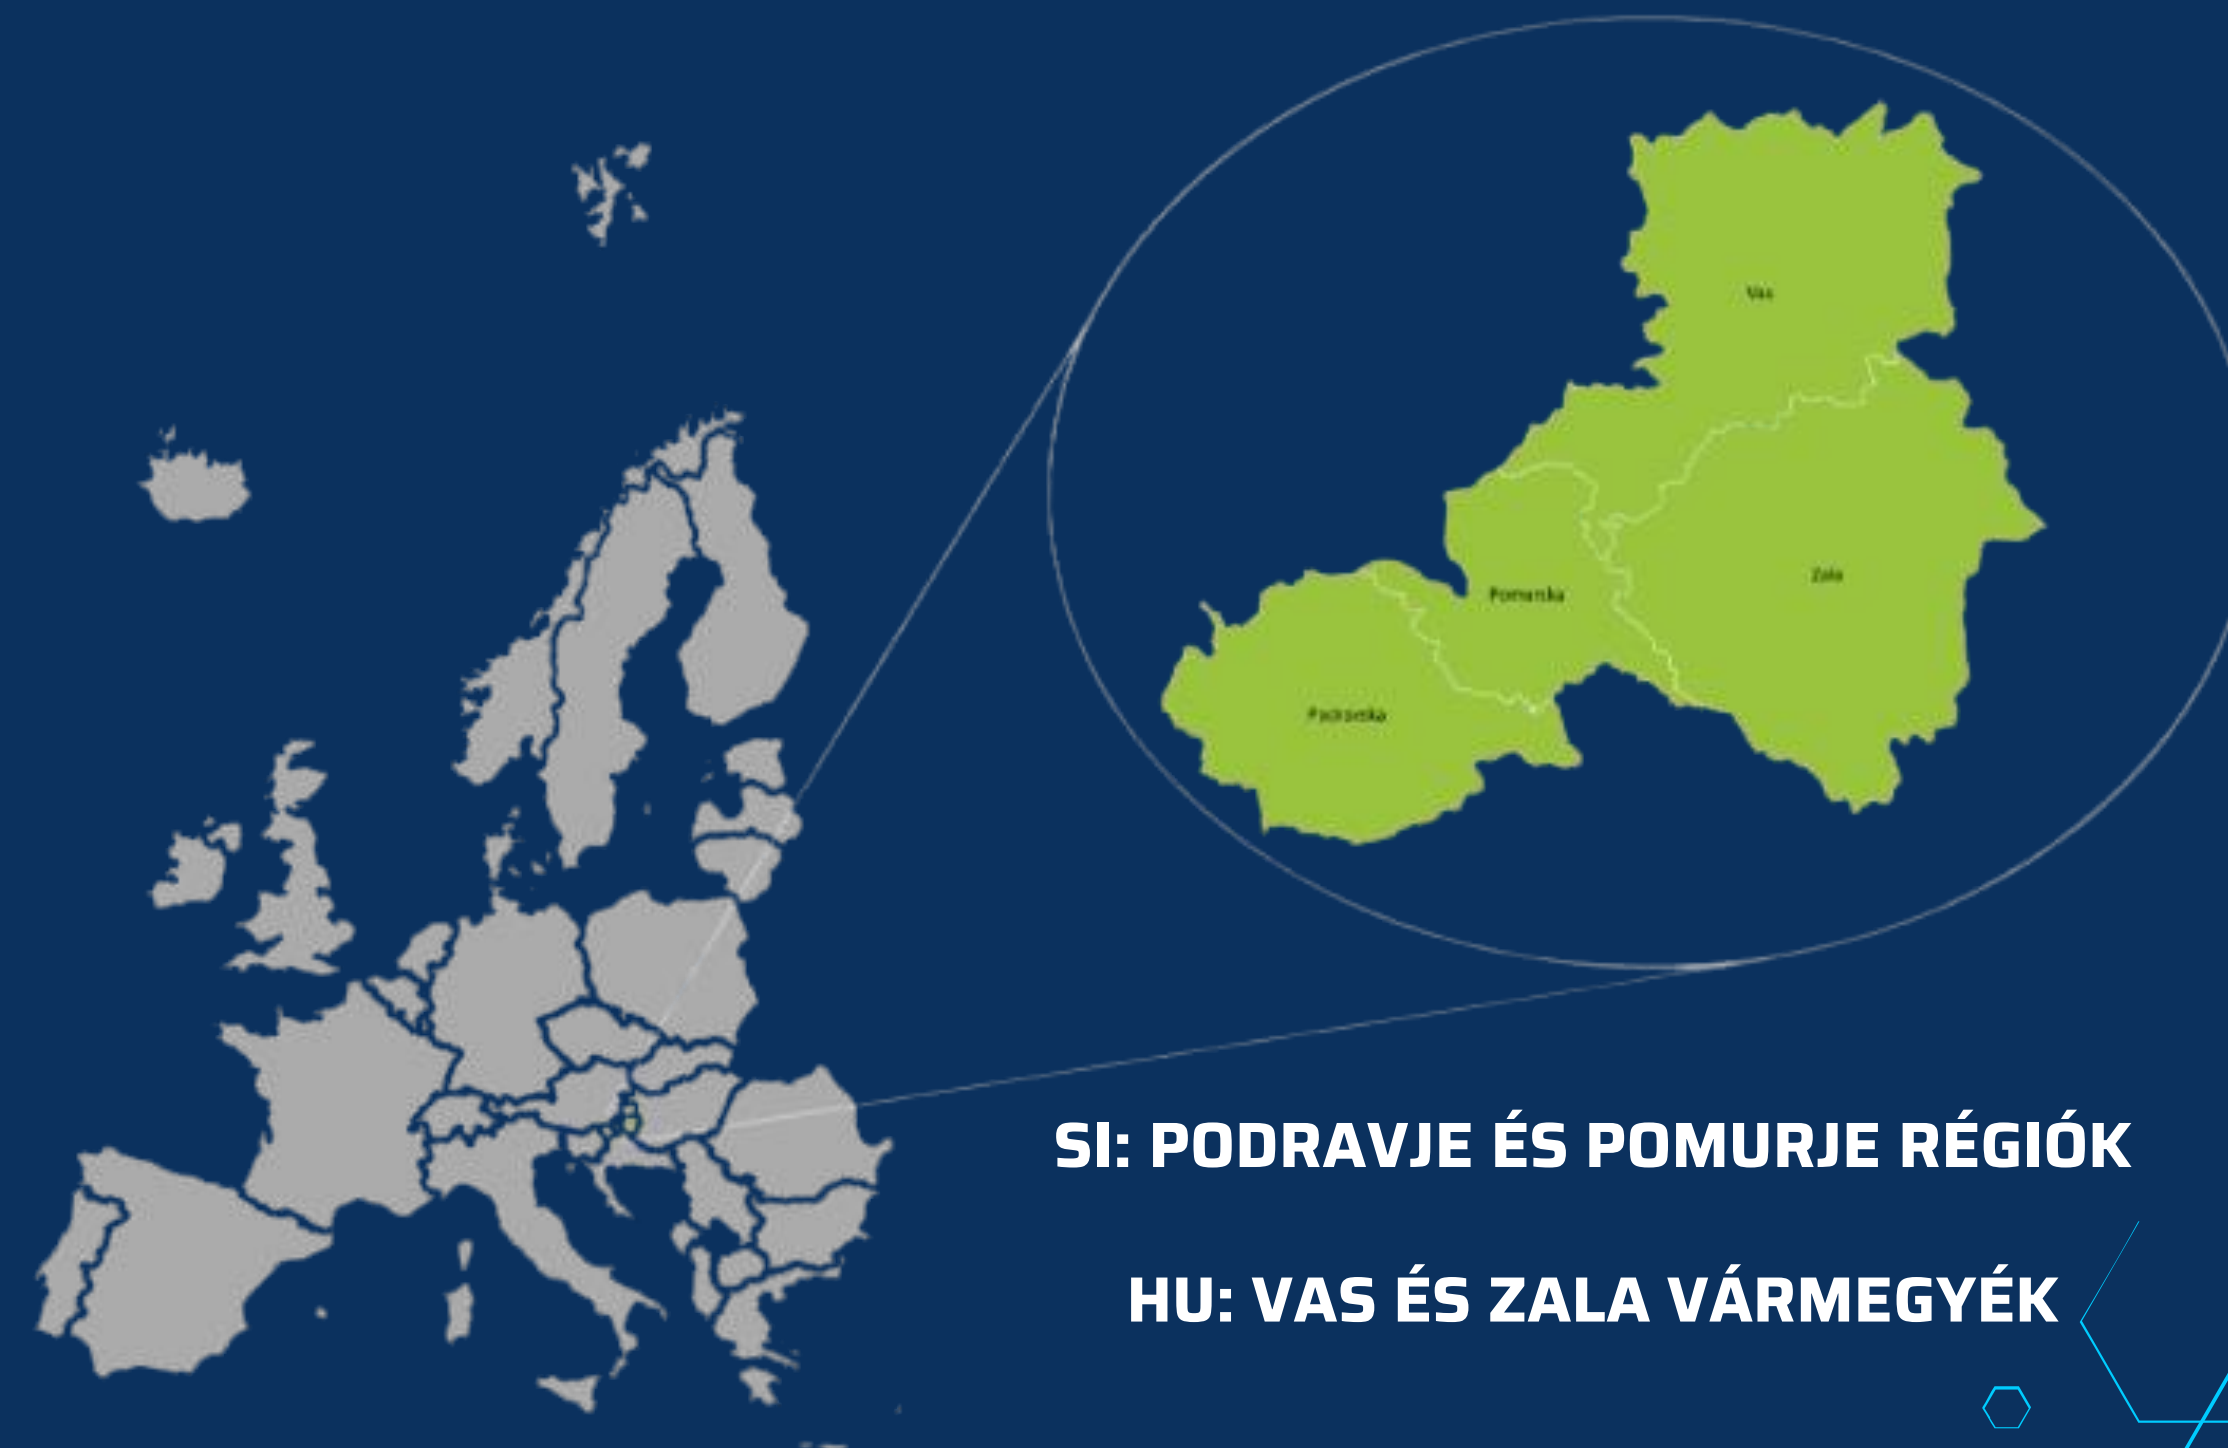 Vas
Zala
Pomurska
Podravska
SI: PODRAVJE ÉS POMURJE RÉGIÓK
HU: VAS ÉS ZALA VÁRMEGYÉK